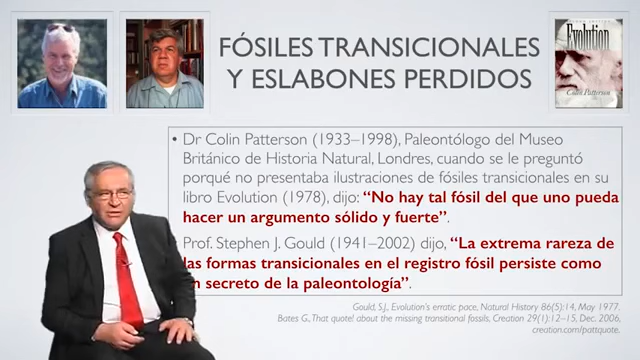 FÓSILES TRANSICIONALES
Y ESLABONES PERDIDOS
Evolution
Colin Patterson
• Dr Colin Patterson (1933–1998), Paleontólogo del Museo
Británico de Historia Natural, Londres, cuando se le preguntó
porqué no presentaba ilustraciones de fósiles transicionales en su
libro Evolution (1978), dijo: “No hay tal fósil del que uno pueda
hacer un argumento sólido y fuerte”.
Prof. Stephen J. Gould (1941–2002) dijo, “La extrema rareza de
las formas transicionales en el registro fósil persiste como
secreto de la paleontología”.
Gould, S.J., Evolution's erratic pace, Natural History 86(5):14, May 1977.
Bates G., That quote! about the missing transitional fossils, Creation 29(1):12–15, Dec. 2006,
creation.com/pattquote.